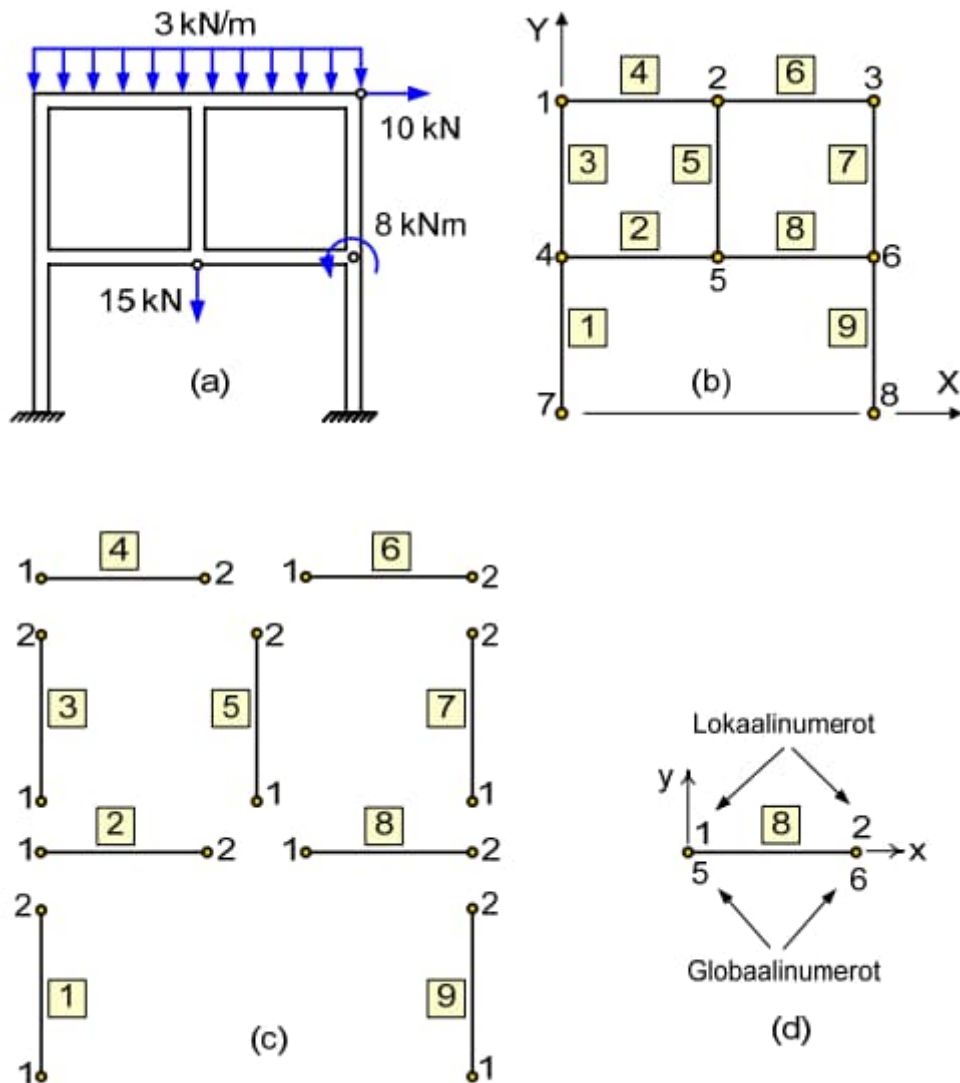 3 kN/m
10 kN
8 kNm
15 kN
(a)
Y
4 2 6 3
1
3 5 7
2 8
4 5 6
1 9
(b)
X
7 8
4 6
1 2 1 2
2 2 2
3 5 7
1 1 1
2 8
1 2 1 2
2 2
1 9
(c)
1 1
Lokaalinumerot
y
1 8 2
x
5 6
Globaalinumerot
(d)